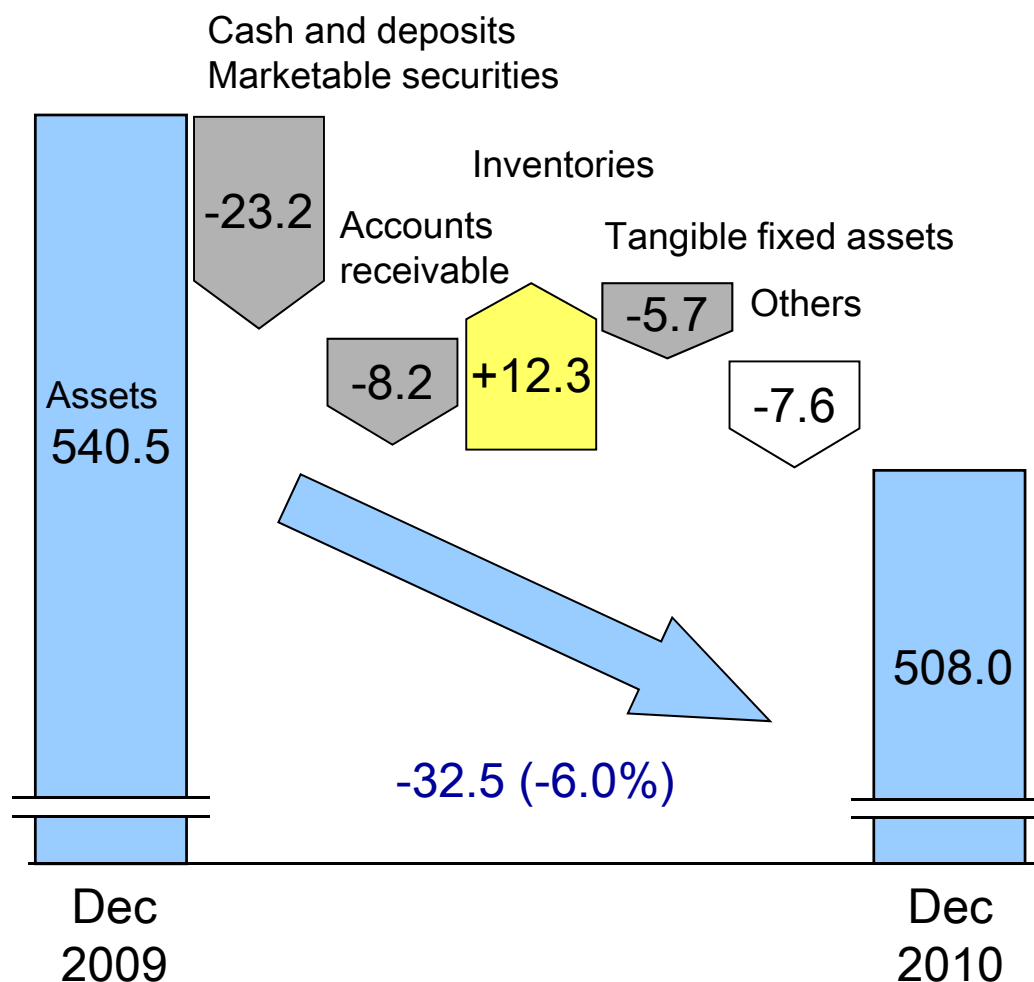 Cash and deposits
Marketable securities
Inventories
-23.2
Accounts
receivable
Tangible fixed assets
-5.7
Others
-8.2
+12.3
-7.6
Assets
540.5
508.0
-32.5 (-6.0%)
Dec
2009
Dec
2010